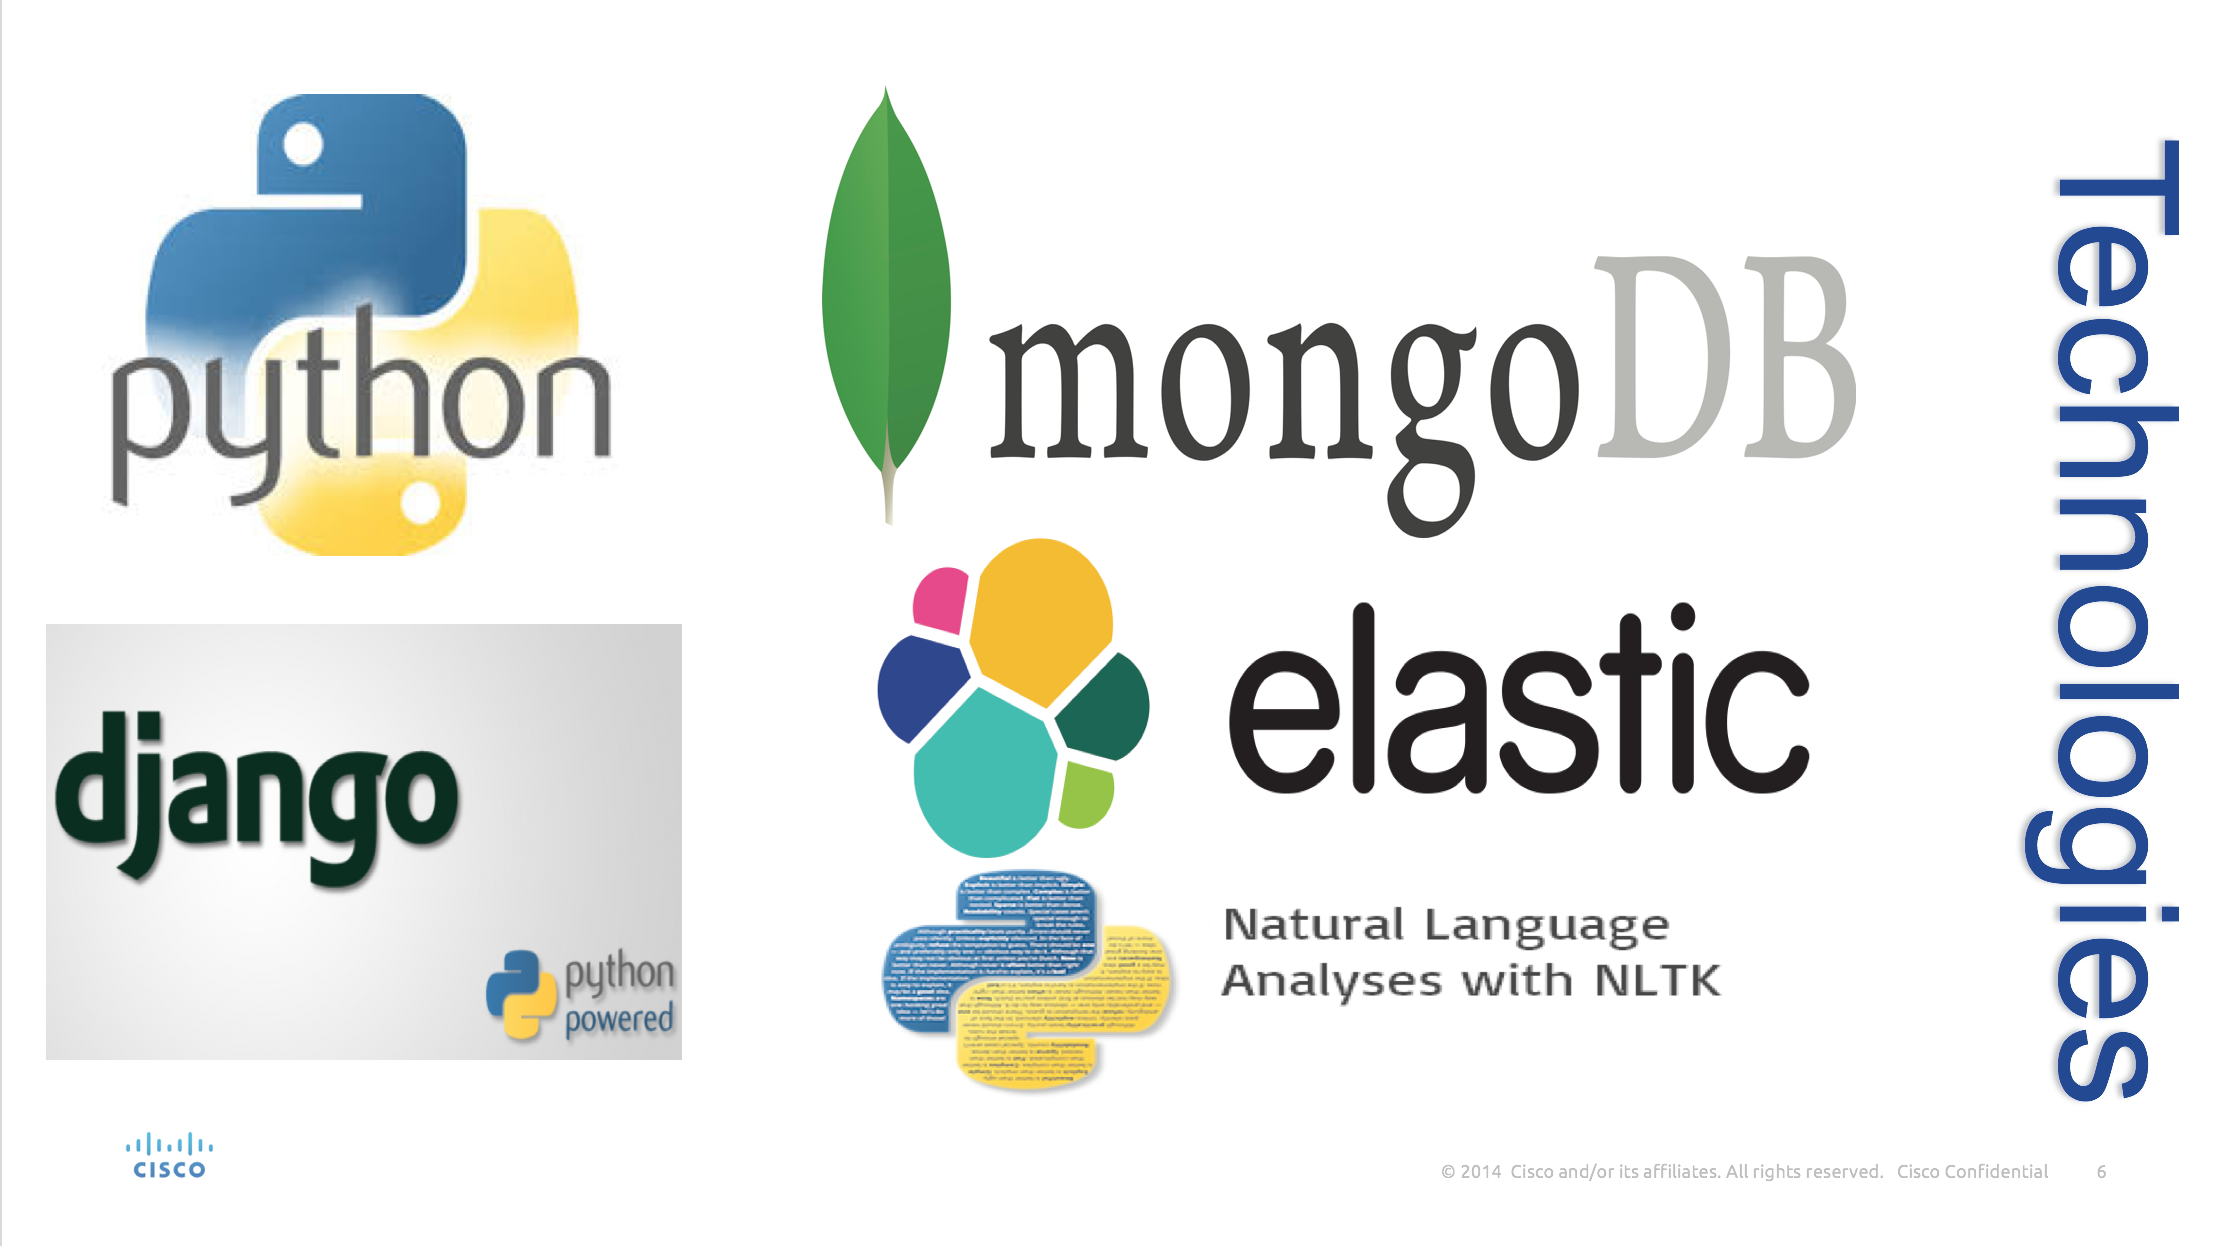 python
mongoDB
Technologies
elastic
django
python
powered
Natural Language
Analyses with NLTK
CISCO
© 2014 Cisco and/or its affiliates. All rights reserved. Cisco Confidential 6